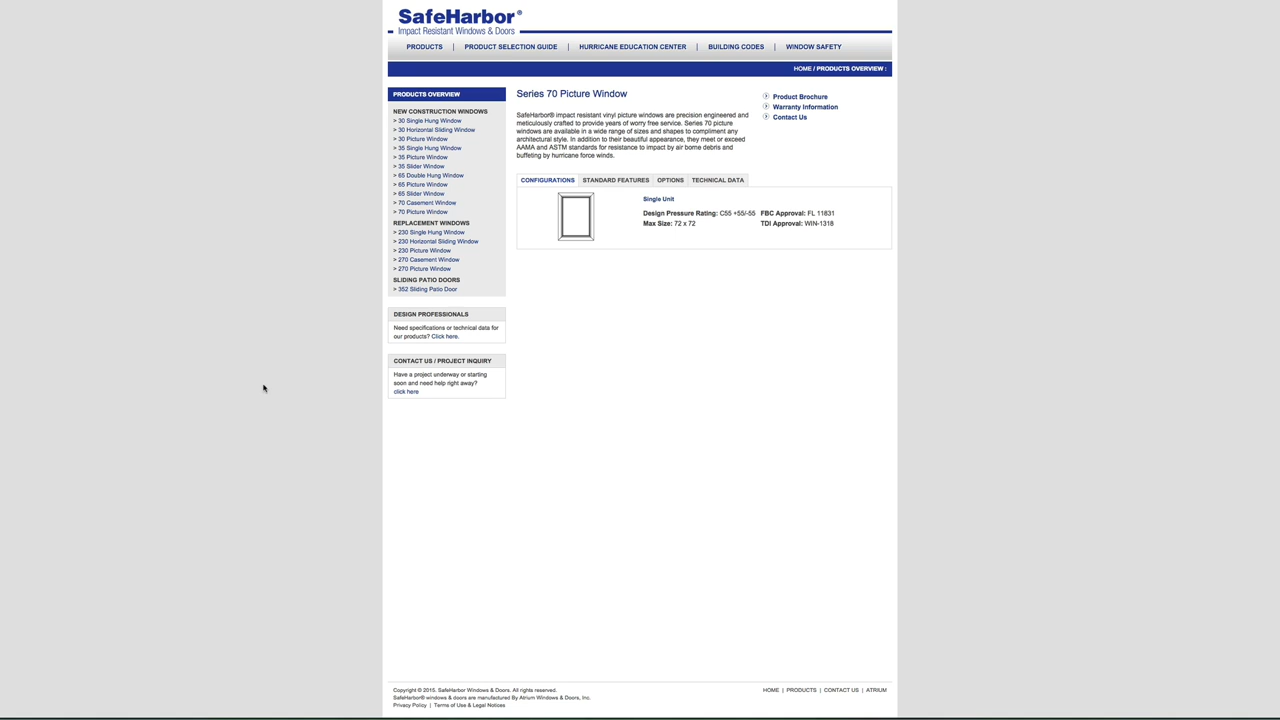 SafeHarbor®
Impact Resistant Windows & Doors
PRODUCTS | PRODUCT SELECTION GUIDE | HURRICANE EDUCATION CENTER | BUILDING CODES | WINDOW SAFETY
HOME / PRODUCTS OVERVIEW :
PRODUCTS OVERVIEW
NEW CONSTRUCTION WINDOWS
> 30 Single Hung Window
> 30 Horizontal Sliding Window
> 30 Picture Window
> 35 Single Hung Window
> 35 Picture Window
> 35 Slider Window
> 65 Double Hung Window
> 65 Picture Window
> 65 Slider Window
> 70 Casement Window
> 70 Picture Window
REPLACEMENT WINDOWS
> 230 Single Hung Window
> 230 Horizontal Sliding Window
> 230 Picture Window
> 270 Casement Window
> 270 Picture Window
SLIDING PATIO DOORS
> 352 Sliding Patio Door
DESIGN PROFESSIONALS
Need specifications or technical data for
our products? Click here.
CONTACT US / PROJECT INQUIRY
Have a project underway or starting
soon and need help right away?
click here
Series 70 Picture Window
SafeHarbor® impact resistant vinyl picture windows are precision engineered and
meticulously crafted to provide years of worry free service. Series 70 picture
windows are available in a wide range of sizes and shapes to compliment any
architectural style. In addition to their beautiful appearance, they meet or exceed
AAMA and ASTM standards for resistance to impact by air borne debris and
buffeting by hurricane force winds.
Product Brochure
Warranty Information
Contact Us
CONFIGURATIONS STANDARD FEATURES OPTIONS TECHNICAL DATA
Single Unit
Design Pressure Rating: C55 +55/-55 FBC Approval: FL 11831
Max Size: 72 x 72 TDI Approval: WIN-1318
Copyright © 2015. SafeHarbor Windows & Doors. All rights reserved.
SafeHarbor® windows & doors are manufactured By Atrium Windows & Doors, Inc.
Privacy Policy | Terms of Use & Legal Notices
HOME | PRODUCTS | CONTACT US | ATRIUM